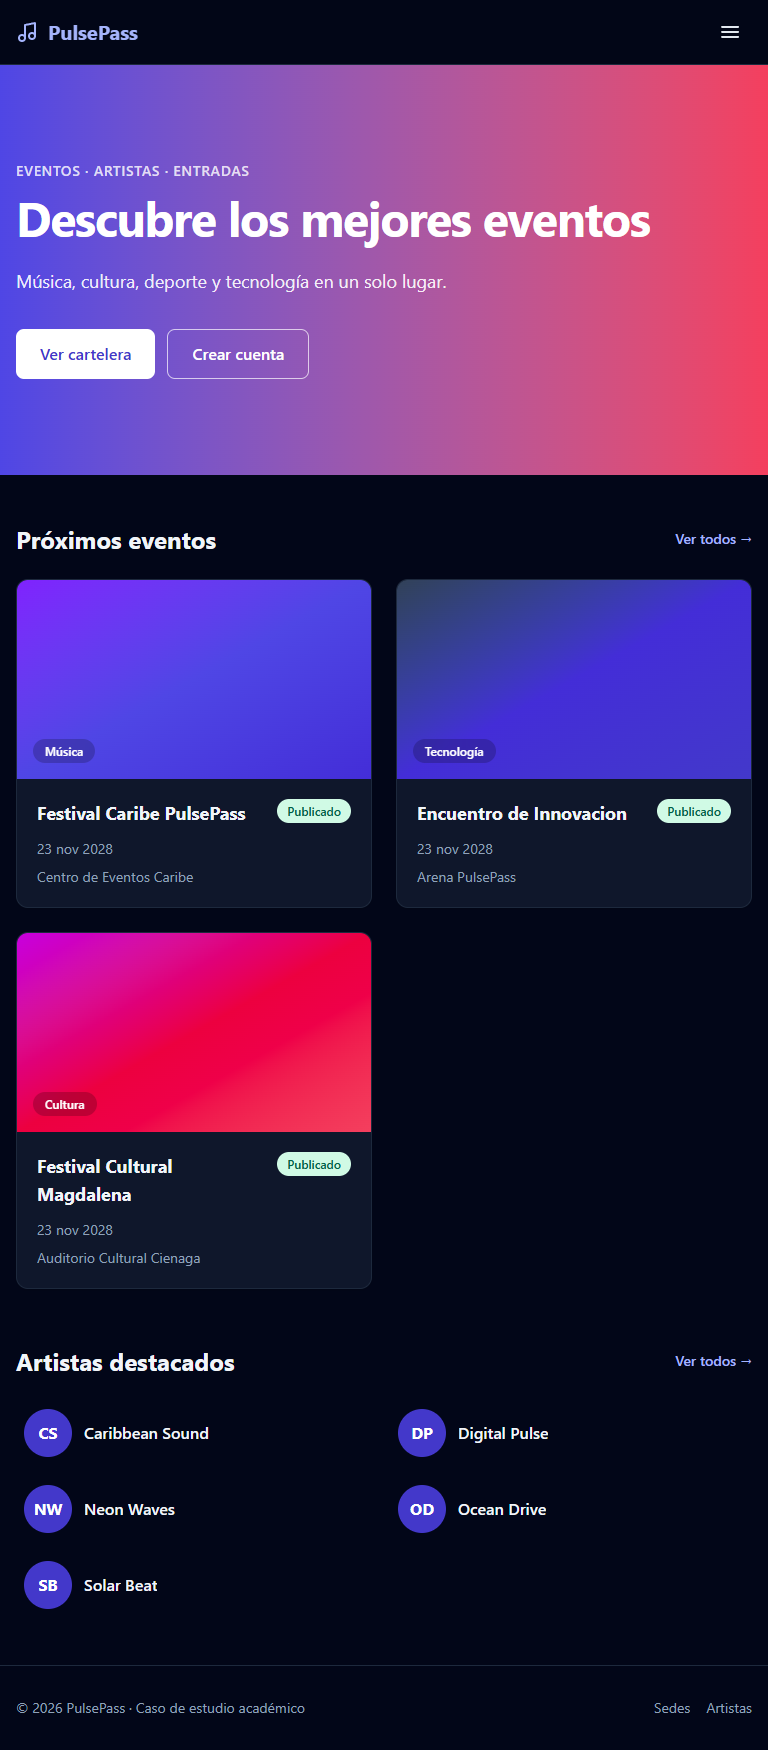 PulsePass
EVENTOS · ARTISTAS · ENTRADAS
Descubre los mejores eventos
Música, cultura, deporte y tecnología en un solo lugar.
Ver cartelera
Crear cuenta
Próximos eventos
Ver todos →
Música
Festival Caribe PulsePass
Publicado
23 nov 2028
Centro de Eventos Caribe
Tecnología
Encuentro de Innovacion
Publicado
23 nov 2028
Arena PulsePass
Cultura
Festival Cultural
Magdalena
Publicado
23 nov 2028
Auditorio Cultural Cienaga
Artistas destacados
Ver todos →
CS
Caribbean Sound
DP
Digital Pulse
NW
Neon Waves
OD
Ocean Drive
SB
Solar Beat
© 2026 PulsePass · Caso de estudio académico
Sedes
Artistas